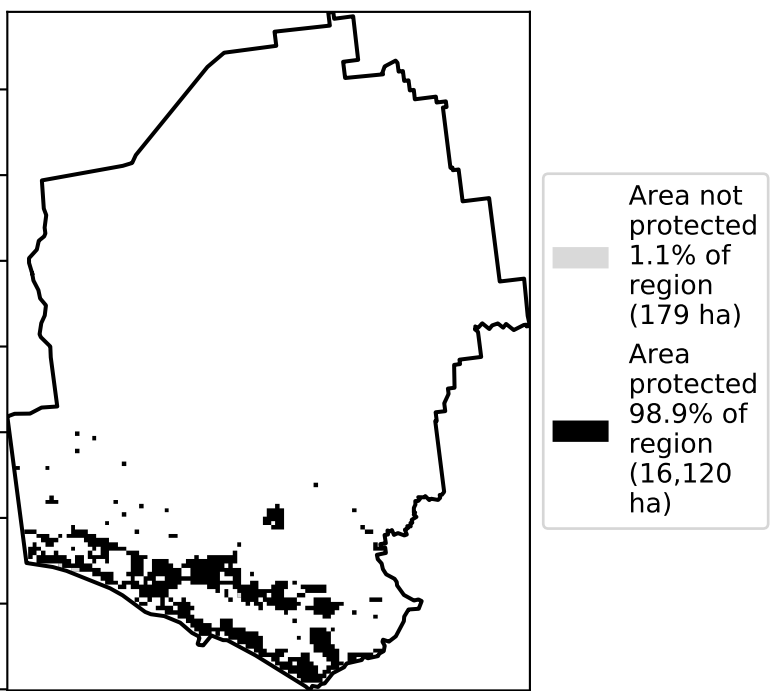 Area not
protected
1.1% of
region
(179 ha)
Area
protected
98.9% of
region
(16,120
ha)